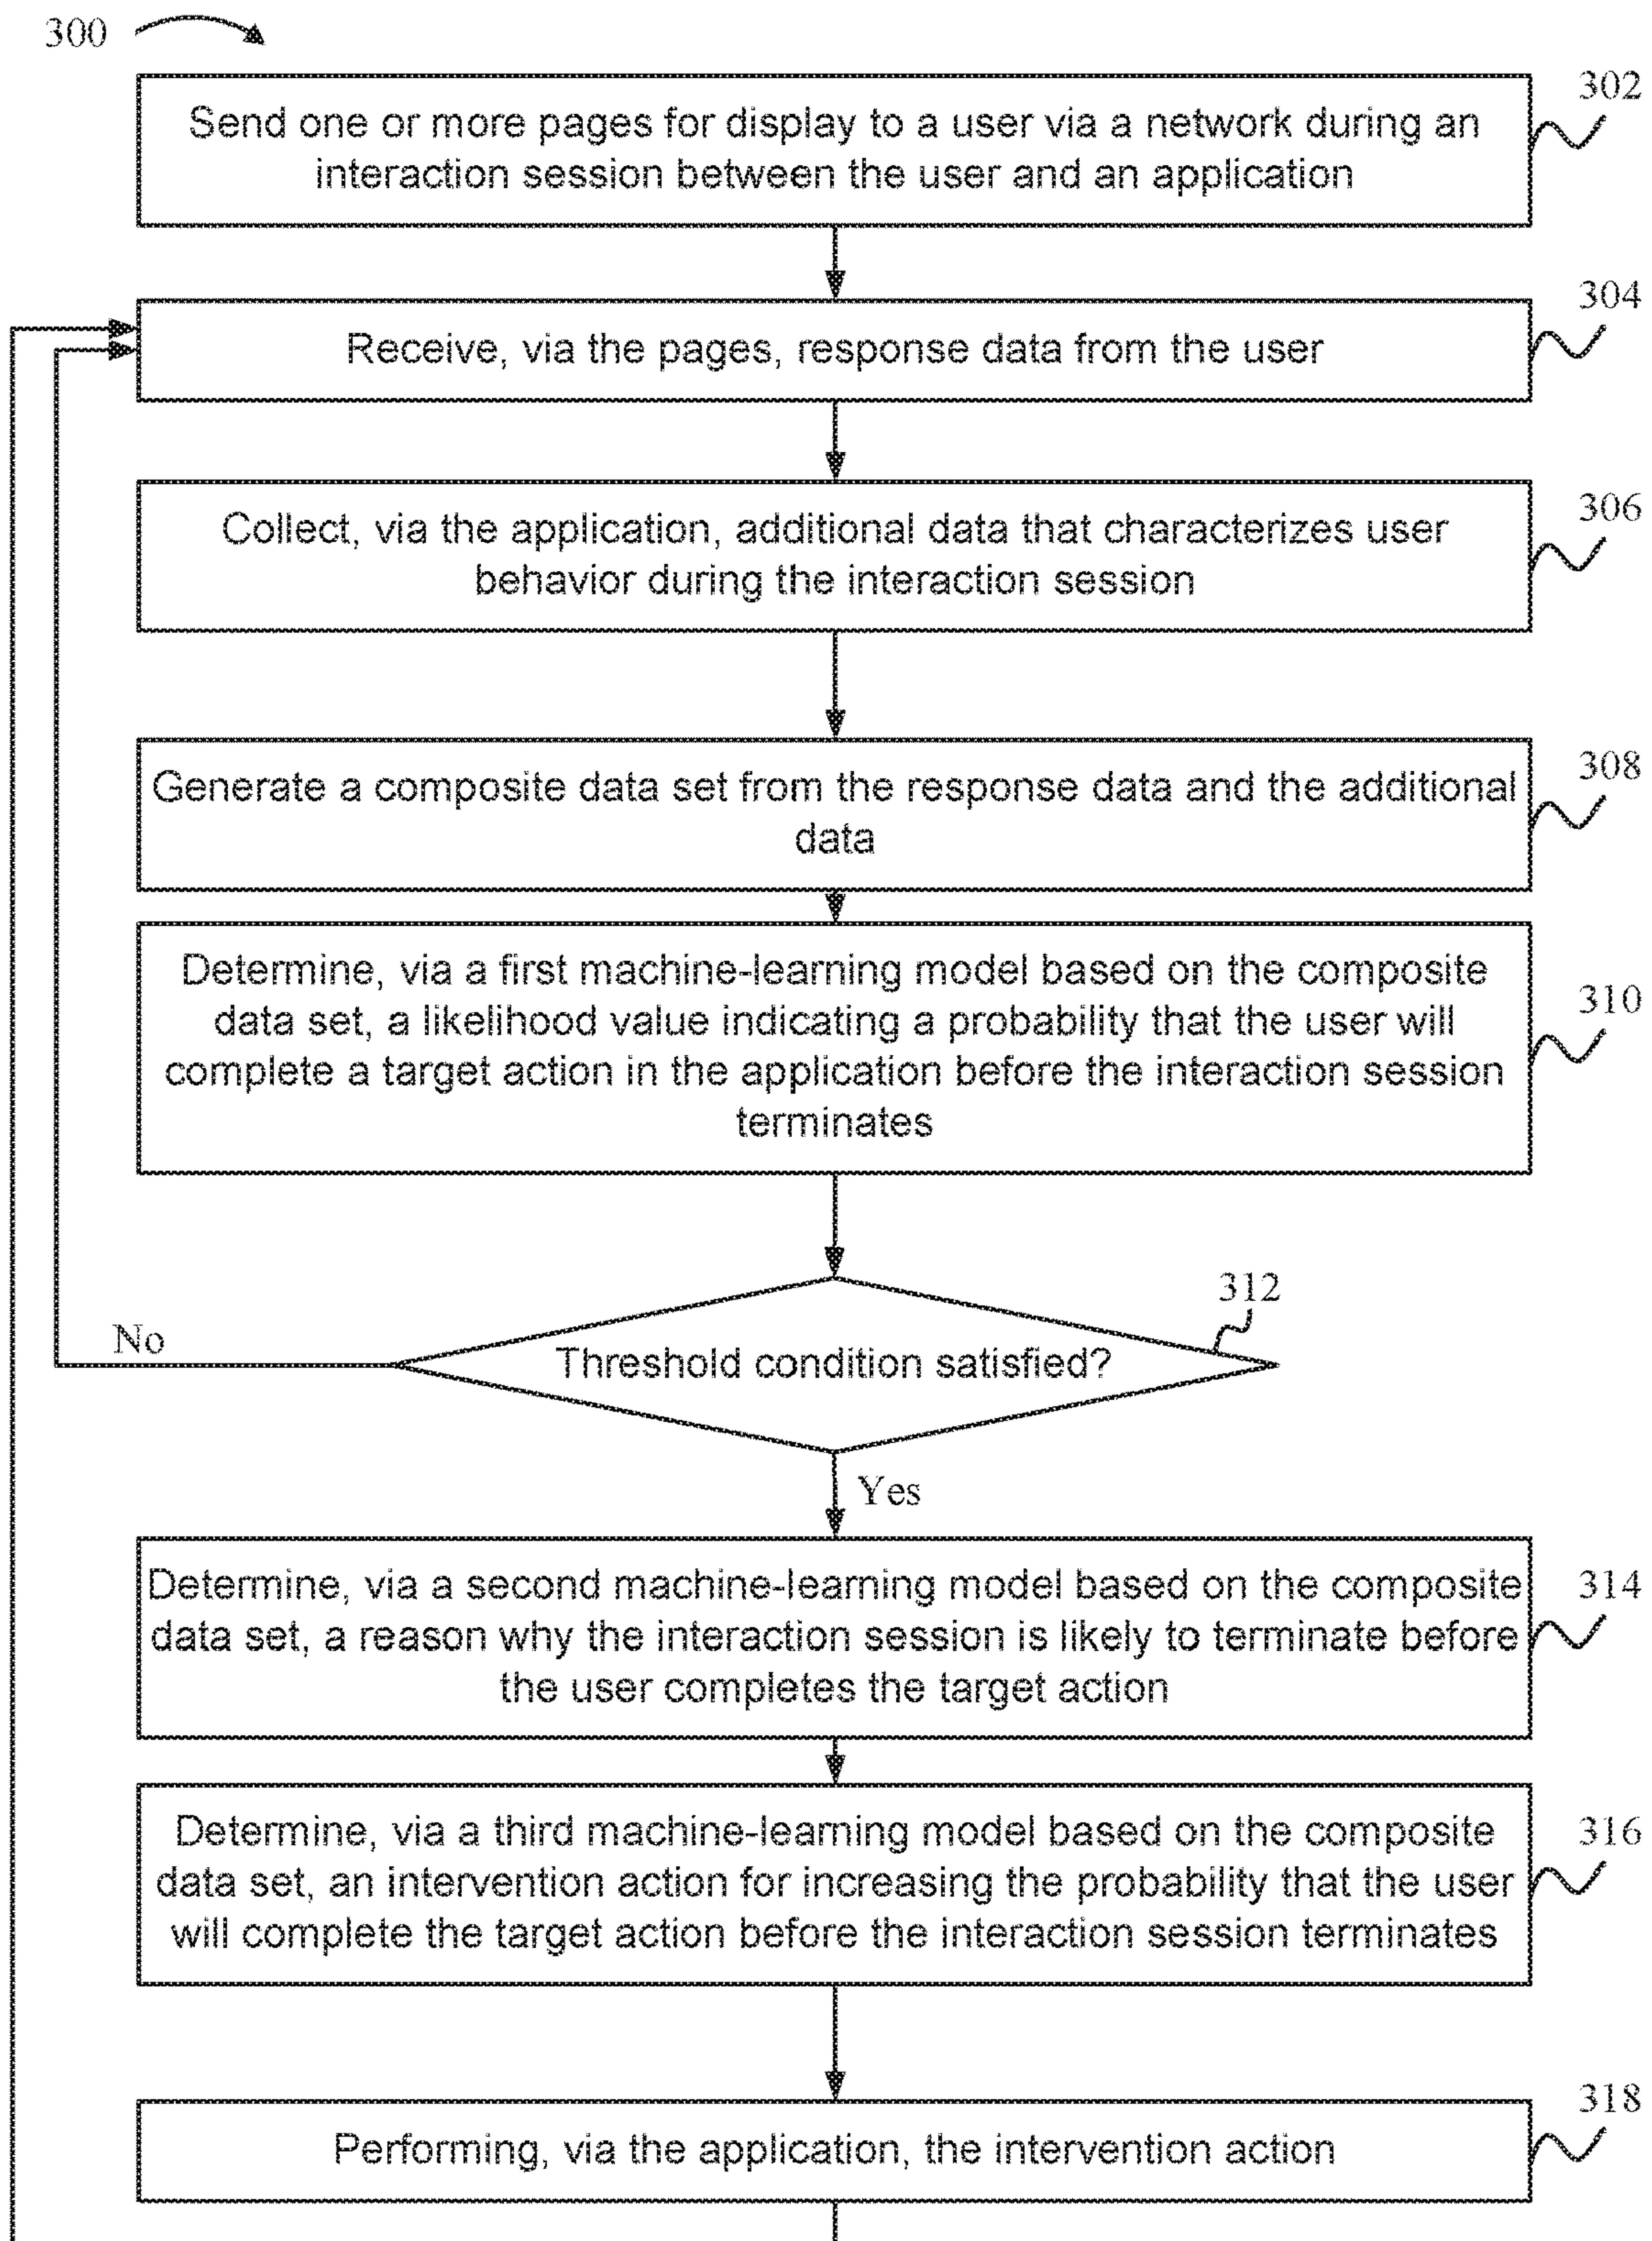 300
302
Send one or more pages for display to a user via a network during an
interaction session between the user and an application
304
Receive, via the pages, response data from the user
306
Collect, via the application, additional data that characterizes user
behavior during the interaction session
308
Generate a composite data set from the response data and the additional
data
310
Determine, via a first machine-learning model based on the composite
data set, a likelihood value indicating a probability that the user will
complete a target action in the application before the interaction session
terminates
312
No
Threshold condition satisfied?
Yes
314
Determine, via a second machine-learning model based on the composite
data set, a reason why the interaction session is likely to terminate before
the user completes the target action
316
Determine, via a third machine-learning model based on the composite
data set, an intervention action for increasing the probability that the user
will complete the target action before the interaction session terminates
318
Performing, via the application, the intervention action